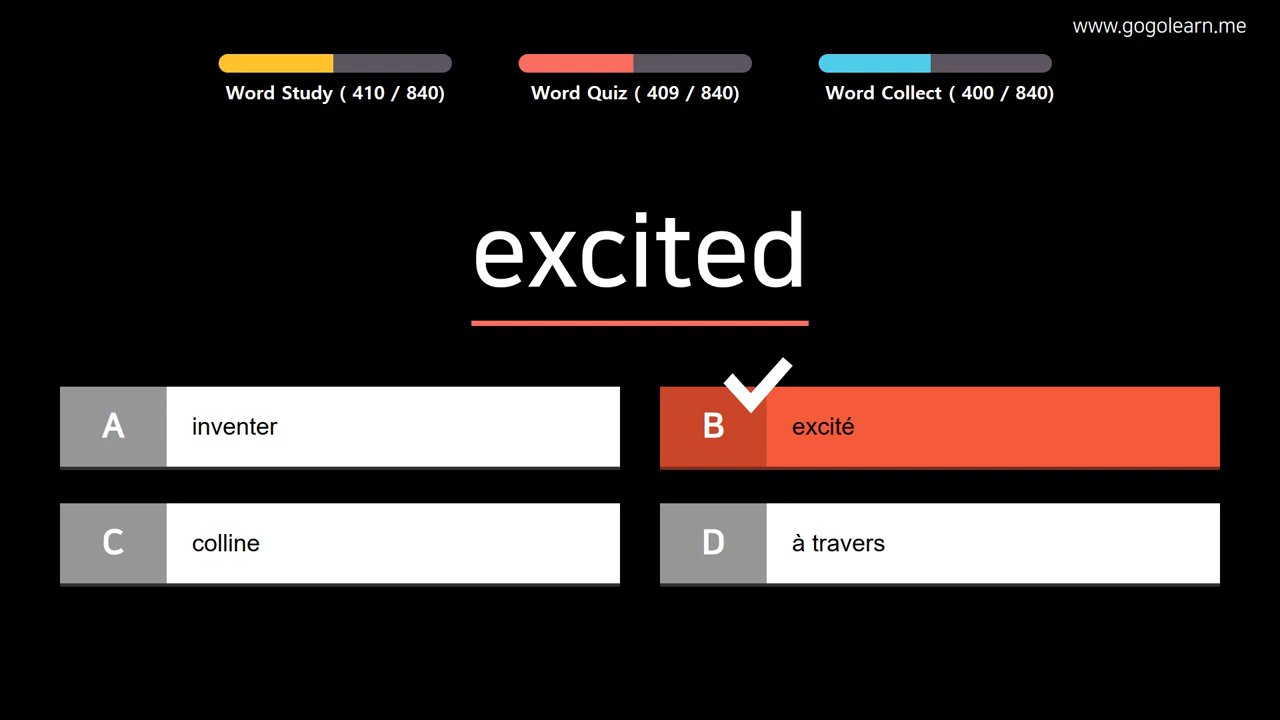 www.gogolearn.me
Word Study ( 410 / 840)
Word Quiz ( 409 / 840)
Word Collect ( 400 / 840)
excited
A inventer
B excité
C colline
D à travers